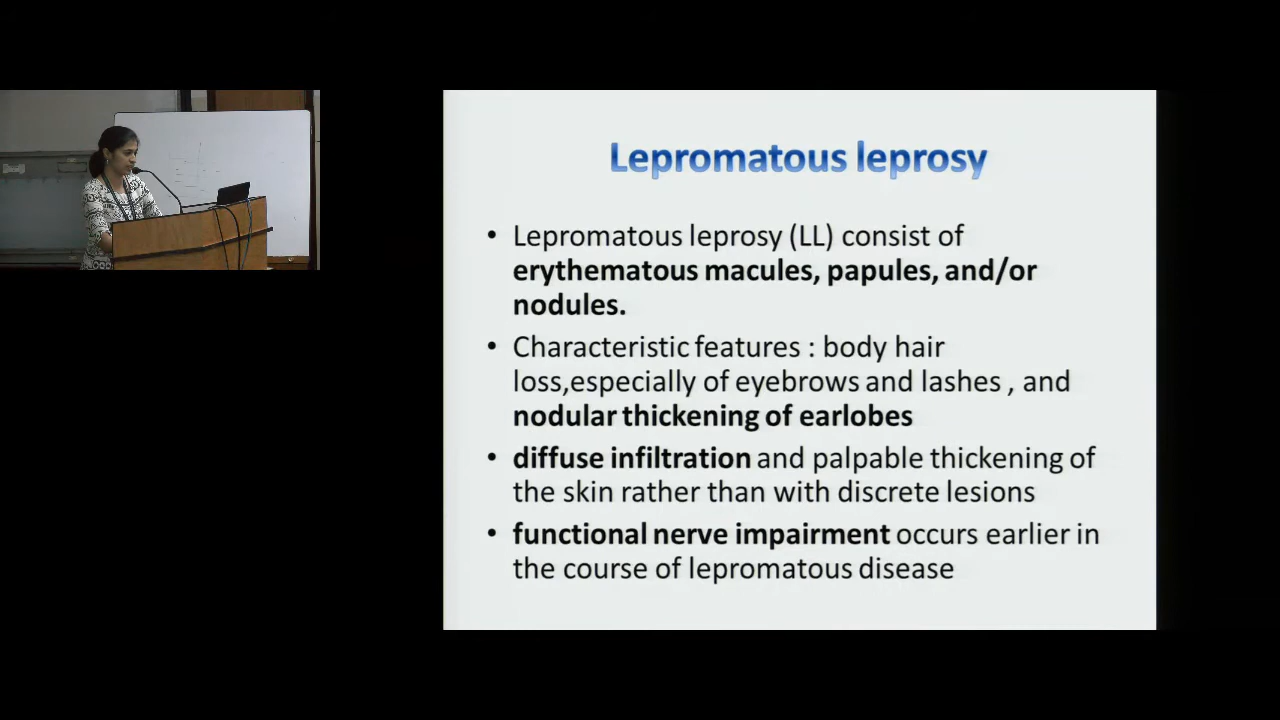 Lepromatous leprosy
• Lepromatous leprosy (LL) consist of
erythematous macules, papules, and/or
nodules.
• Characteristic features : body hair
loss,especially of eyebrows and lashes , and
nodular thickening of earlobes
• diffuse infiltration and palpable thickening of
the skin rather than with discrete lesions
• functional nerve impairment occurs earlier in
the course of lepromatous disease